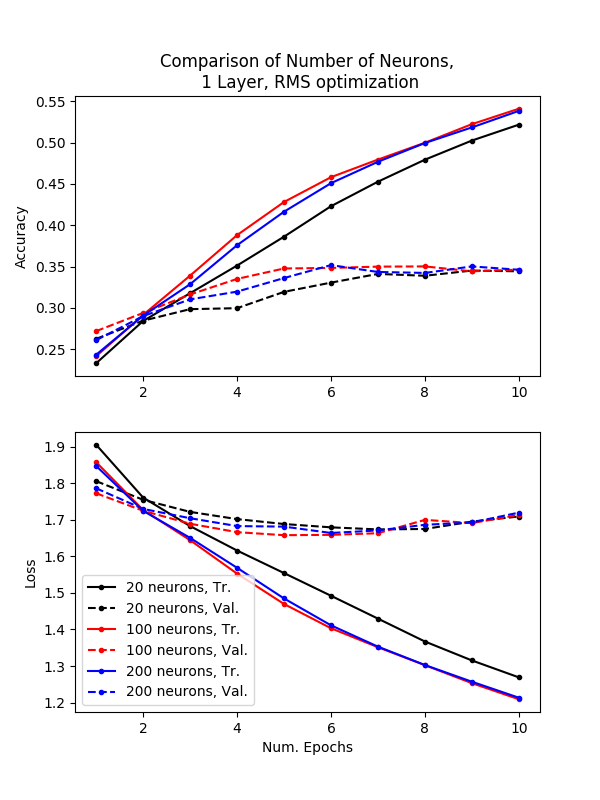 Comparison of Number of Neurons,
1 Layer, RMS optimization
0.55
0.50
0.45
0.40
0.35
0.30
0.25
Accuracy
2 4 6 8 10
1.9
1.8
1.7
1.6
1.5
1.4
1.3
1.2
Loss
20 neurons, Tr.
20 neurons, Val.
100 neurons, Tr.
100 neurons, Val.
200 neurons, Tr.
200 neurons, Val.
2 4 6 8 10
Num. Epochs